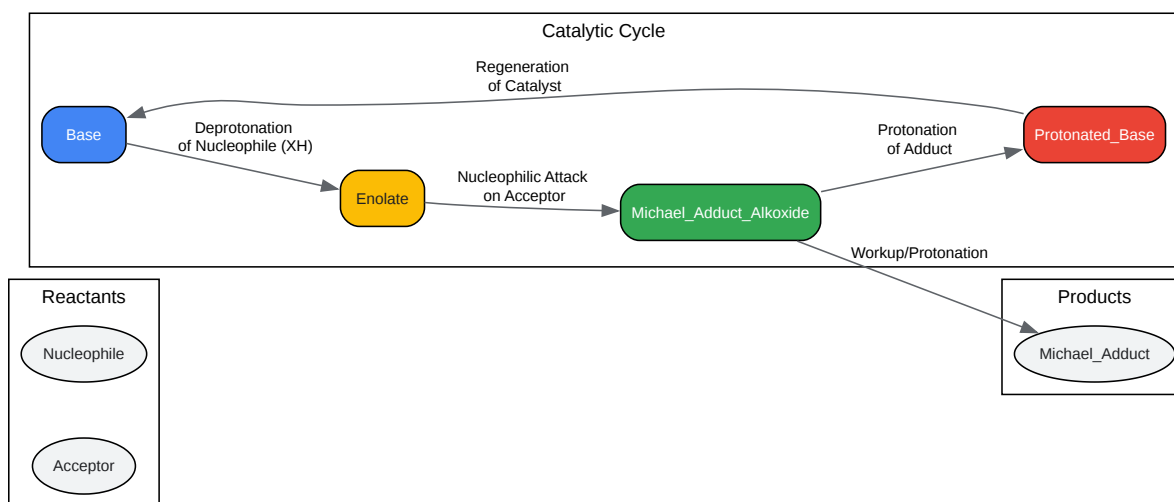 Catalytic Cycle
Regeneration
of Catalyst
Base
Deprotonation
of Nucleophile (XH)
Protonation
of Adduct
Protonated_Base
Enolate
Nucleophilic Attack
on Acceptor
Michael_Adduct_Alkoxide
Workup/Protonation
Reactants
Nucleophile
Acceptor
Products
Michael_Adduct